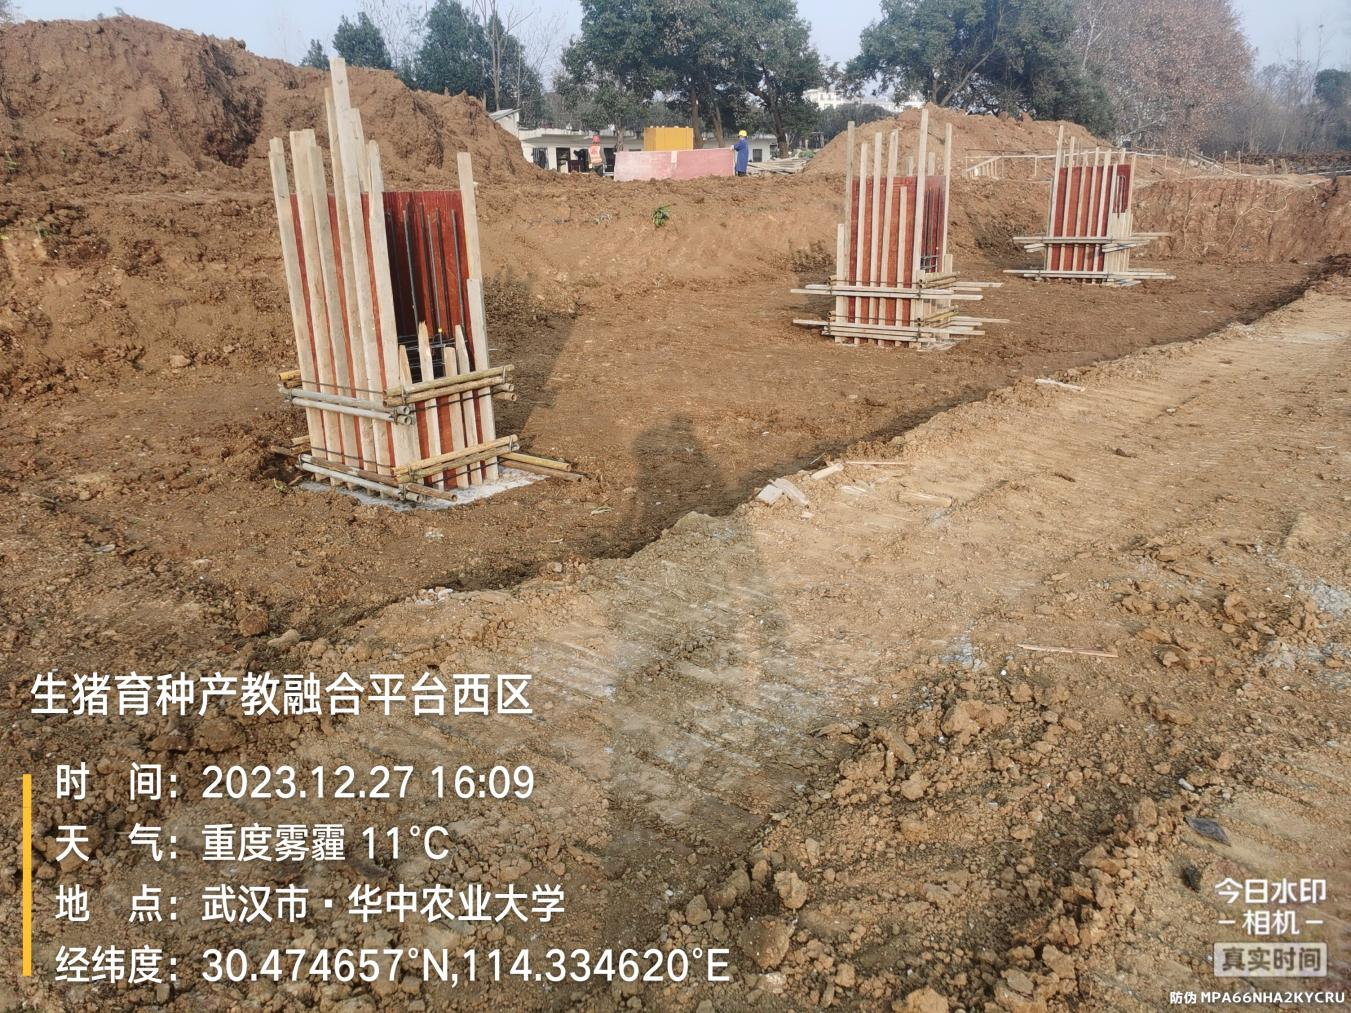 生猪育种产教融合平台西区
时 间：2023.12.27 16:09
天 气：重度雾霾 11°C
地 点：武汉市·华中农业大学
经纬度：30.474657°N,114.334620°E
今日水印
相机
真实时间
防伪 MPA66NHA2KYCRU